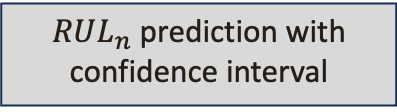 RULₙ prediction with
confidence interval